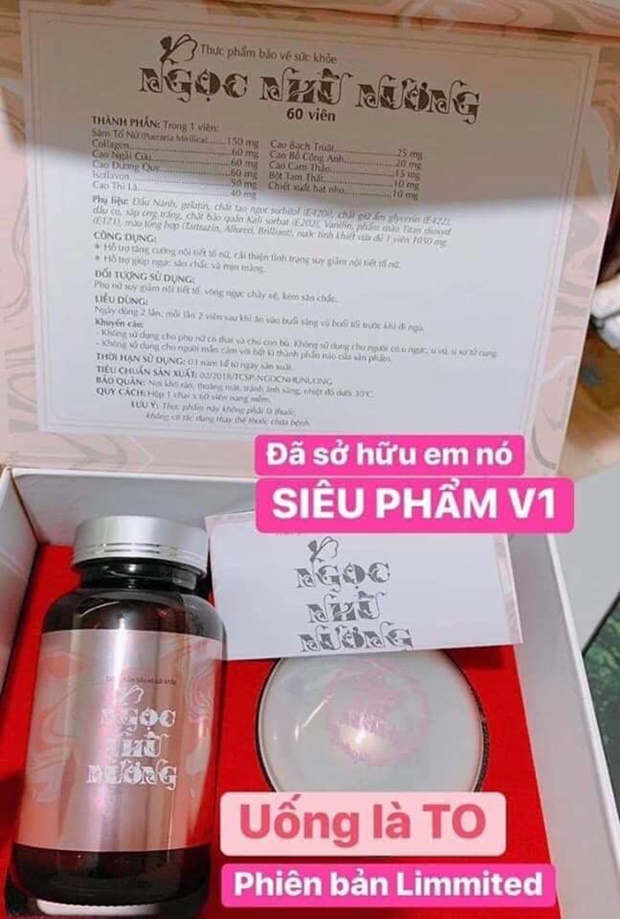 Thực phẩm bảo vệ sức khỏe
NGỌC NHŨ NƯƠNG
60 viên
THÀNH PHẦN: Trong 1 viên:
Sâm Tố Nữ (Pueraria Mirifica)......150 mg
Collagen......60 mg
Cao Ngải Cứu......60 mg
Cao Đương Quy......60 mg
Isoflavon......50 mg
Cao Thì Là......40 mg
Cao Bạch Truật......25 mg
Cao Bồ Công Anh......20 mg
Cao Cam Thảo......15 mg
Bột Tam Thất......10 mg
Chiết xuất hạt nho......10 mg
Phụ liệu: Dầu Nành, gelatin, chất tạo ngọt sorbitol (E420i), chất giữ ẩm glycerin (E422),
dầu cọ, sáp ong trắng, chất bảo quản Kali sorbat (E202), Vanilin, phẩm màu Titan dioxyd
(E171), màu tổng hợp (Tartrazin, Allured, Brilliant), nước tinh khiết vừa đủ 1 viên 1050 mg.
CÔNG DỤNG:
* Hỗ trợ tăng cường nội tiết tố nữ, cải thiện tình trạng suy giảm nội tiết tố nữ.
* Hỗ trợ giúp ngực săn chắc và mịn màng.
ĐỐI TƯỢNG SỬ DỤNG:
Phụ nữ suy giảm nội tiết tố, vòng ngực chảy xệ, kém săn chắc.
LIỀU DÙNG:
Ngày dùng 2 lần, mỗi lần 2 viên sau khi ăn vào buổi sáng và buổi tối trước khi đi ngủ.
Khuyến cáo:
- Không sử dụng cho phụ nữ có thai và cho con bú. Không sử dụng cho người có u ngực, u vú, u xơ tử cung.
- Không sử dụng cho người mẫn cảm với bất kì thành phần nào của sản phẩm.
THỜI HẠN SỬ DỤNG: 03 năm kể từ ngày sản xuất.
TIÊU CHUẨN SẢN XUẤT: 02/2018/TCSP-NGOCNHUNUONG
BẢO QUẢN: Nơi khô ráo, thoáng mát, tránh ánh sáng, nhiệt độ dưới 30°C.
QUY CÁCH: Hộp 1 chai x 60 viên nang mềm.
LƯU Ý: Thực phẩm này không phải là thuốc,
không có tác dụng thay thế thuốc chữa bệnh.
Đã sở hữu em nó
SIÊU PHẨM V1
NGỌC
NHŨ
NƯƠNG
NGỌC
NHŨ
NƯƠNG
Uống là TO
Phiên bản Limmited